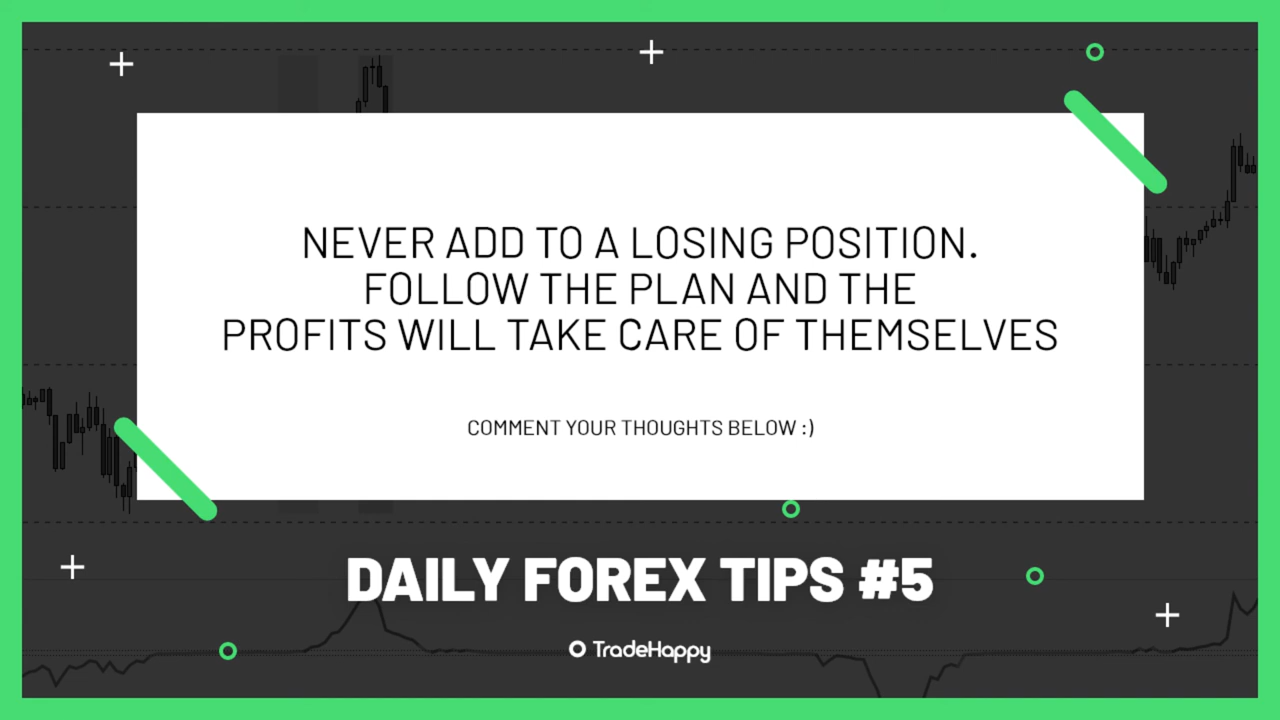 NEVER ADD TO A LOSING POSITION.
FOLLOW THE PLAN AND THE
PROFITS WILL TAKE CARE OF THEMSELVES
COMMENT YOUR THOUGHTS BELOW :)
DAILY FOREX TIPS #5
TradeHappy